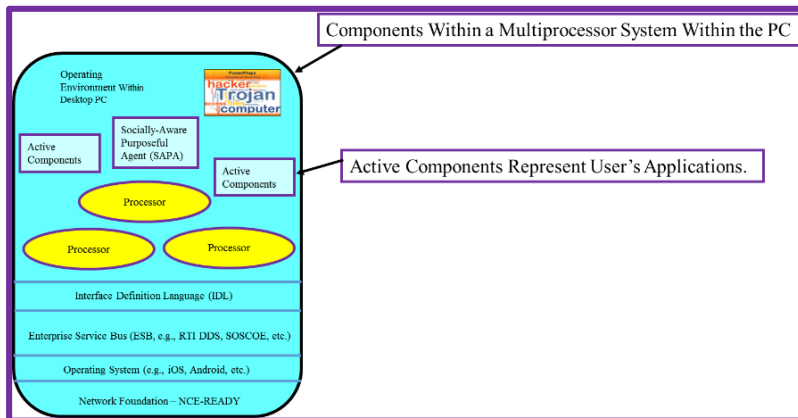 Components Within a Multiprocessor System Within the PC
Operating
Environment Within
Desktop PC
PowerPlugs
hacker
Trojan
computer
Socially-Aware
Purposeful
Agent (SAPA)
Active
Components
Active
Components
Active Components Represent User's Applications.
Processor
Processor
Processor
Interface Definition Language (IDL)
Enterprise Service Bus (ESB, e.g., RTI DDS, SOSCOE, etc.)
Operating System (e.g., iOS, Android, etc.)
Network Foundation – NCE-READY